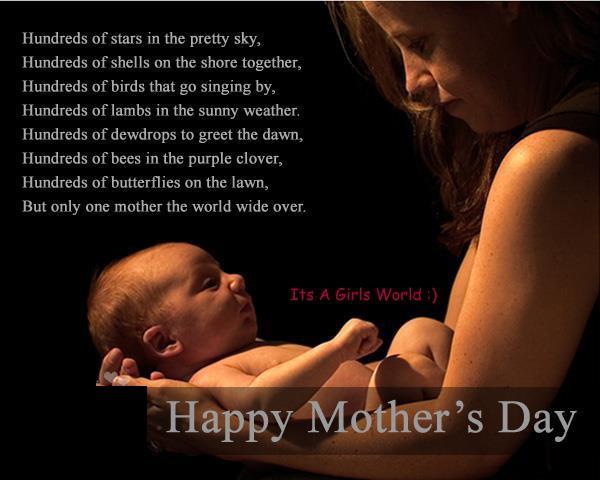 Hundreds of stars in the pretty sky,
Hundreds of shells on the shore together,
Hundreds of birds that go singing by,
Hundreds of lambs in the sunny weather.
Hundreds of dewdrops to greet the dawn,
Hundreds of bees in the purple clover,
Hundreds of butterflies on the lawn,
But only one mother the world wide over.
Its A Girls World :)
Happy Mother’s Day